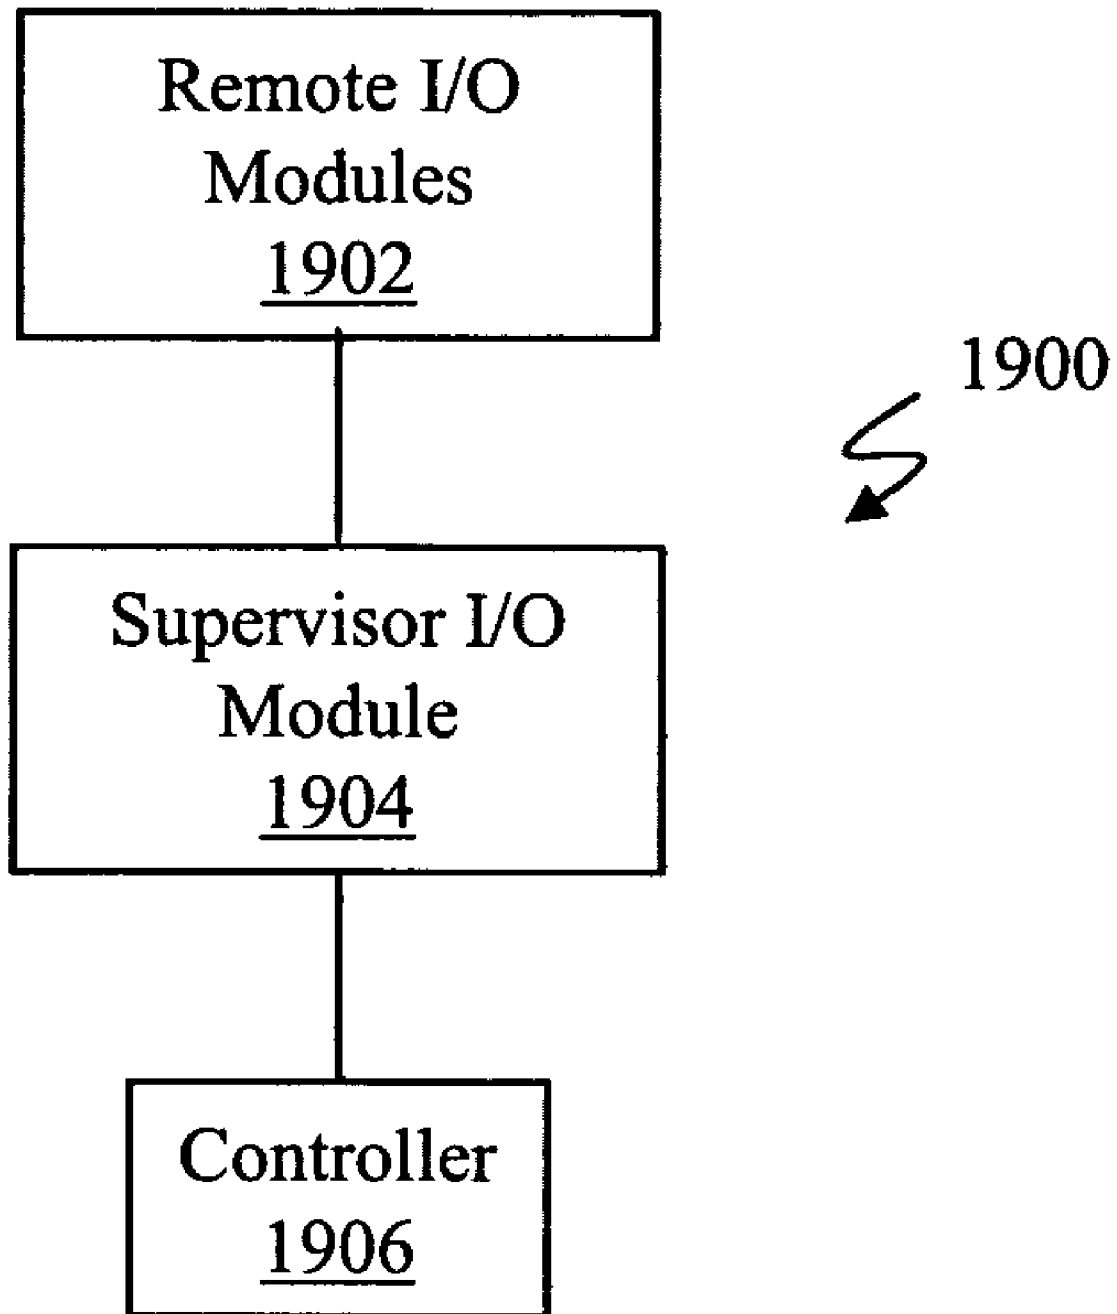 Remote I/O
Modules
1902
1900
Supervisor I/O
Module
1904
Controller
1906